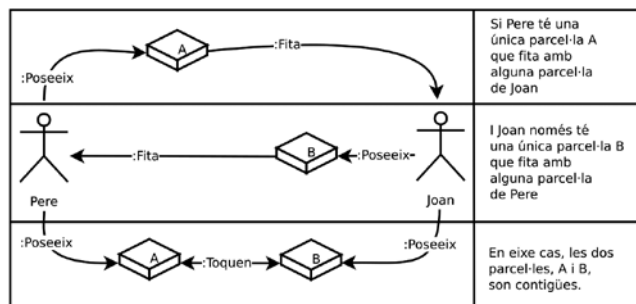 A
:Fita
:Poseeix
Si Pere té una
única parcel·la A
que fita amb
alguna parcel·la
de Joan
:Fita
B
:Poseeix
Pere
Joan
I Joan només té
una única parcel·la B
que fita amb
alguna parcel·la
de Pere
:Poseeix
A
:Toquen
B
:Poseeix
En eixe cas, les dos
parcel·les, A i B,
son contigües.